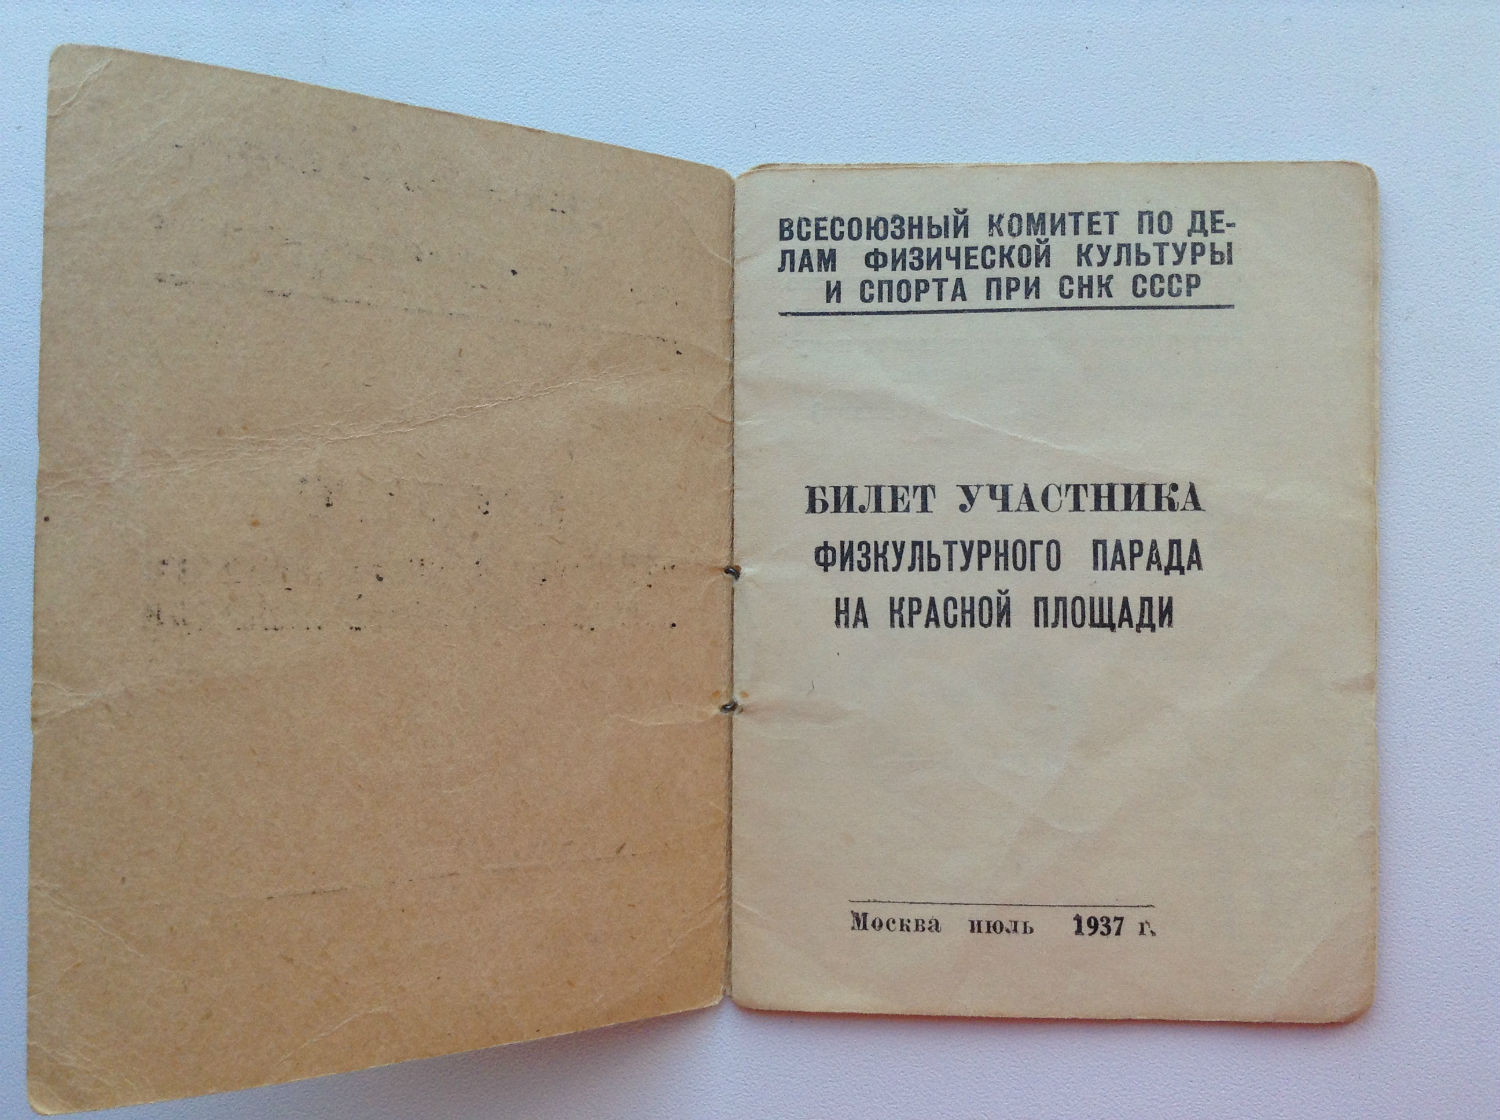 ВСЕСОЮЗНЫЙ КОМИТЕТ ПО ДЕ-
ЛАМ ФИЗИЧЕСКОЙ КУЛЬТУРЫ
И СПОРТА ПРИ СНК СССР
БИЛЕТ УЧАСТНИКА
ФИЗКУЛЬТУРНОГО ПАРАДА
НА КРАСНОЙ ПЛОЩАДИ
Москва июль 1937 г.